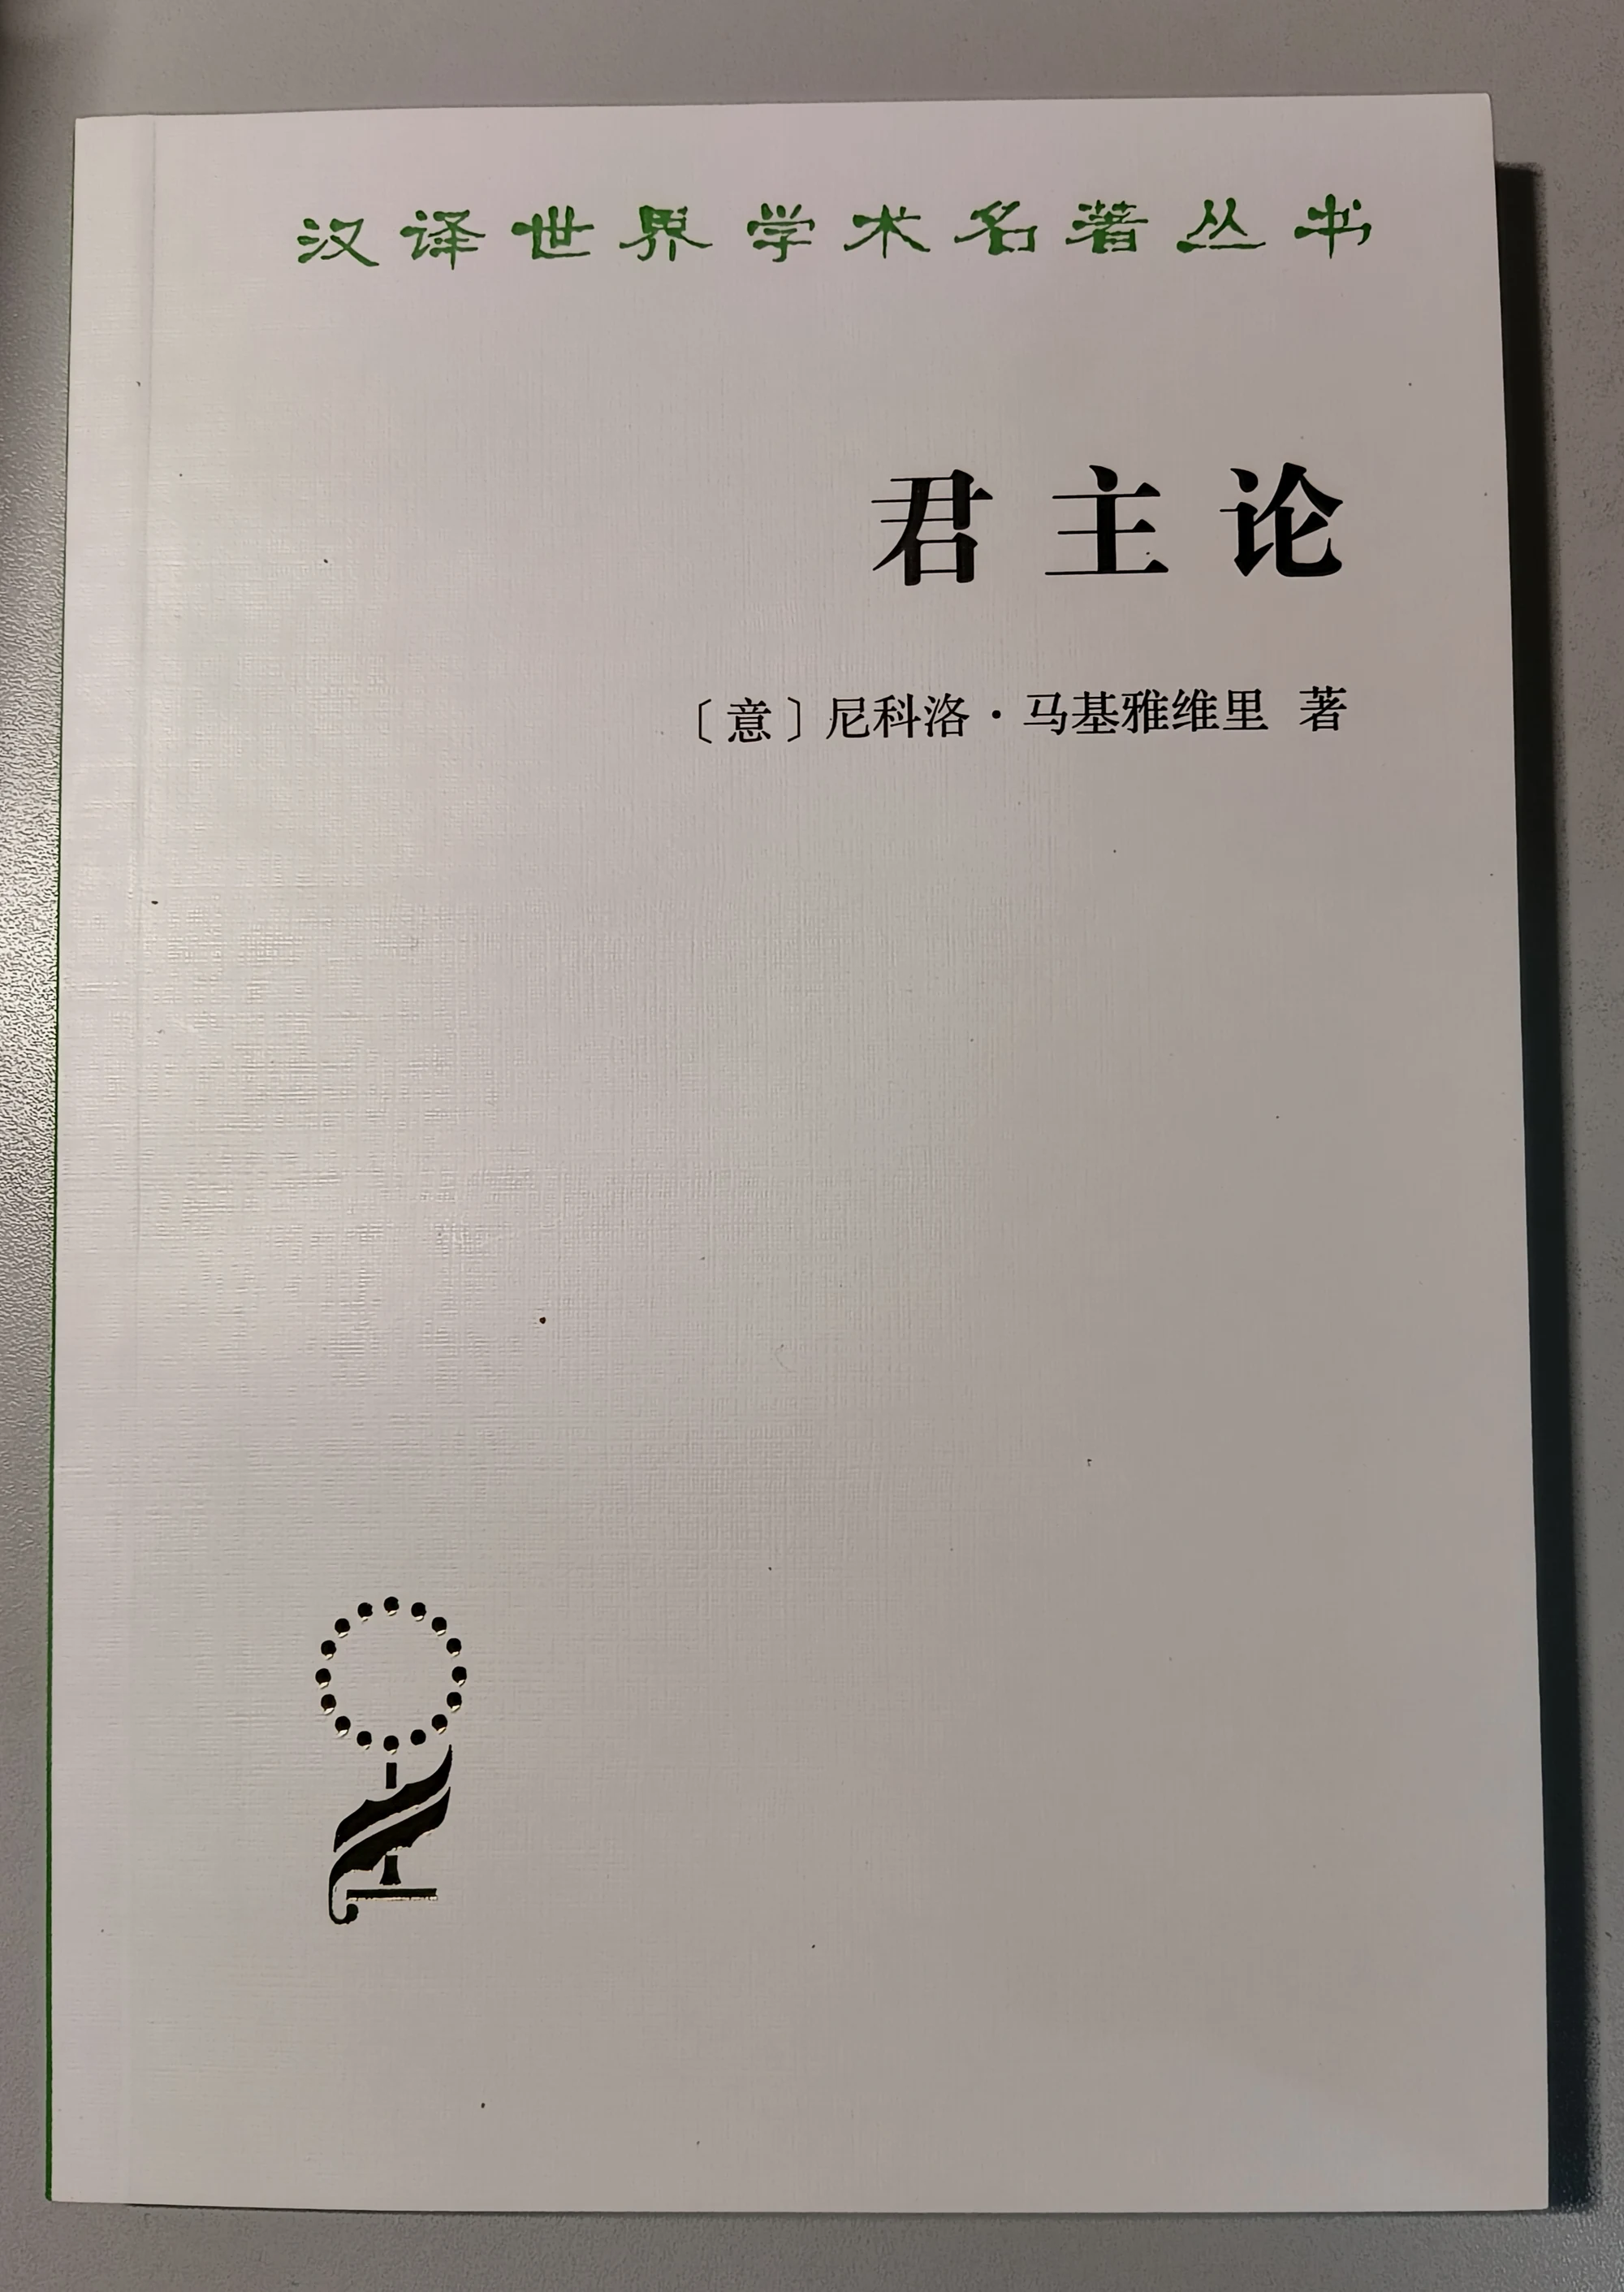 汉译世界学术名著丛书
君主论
〔意〕尼科洛·马基雅维里 著